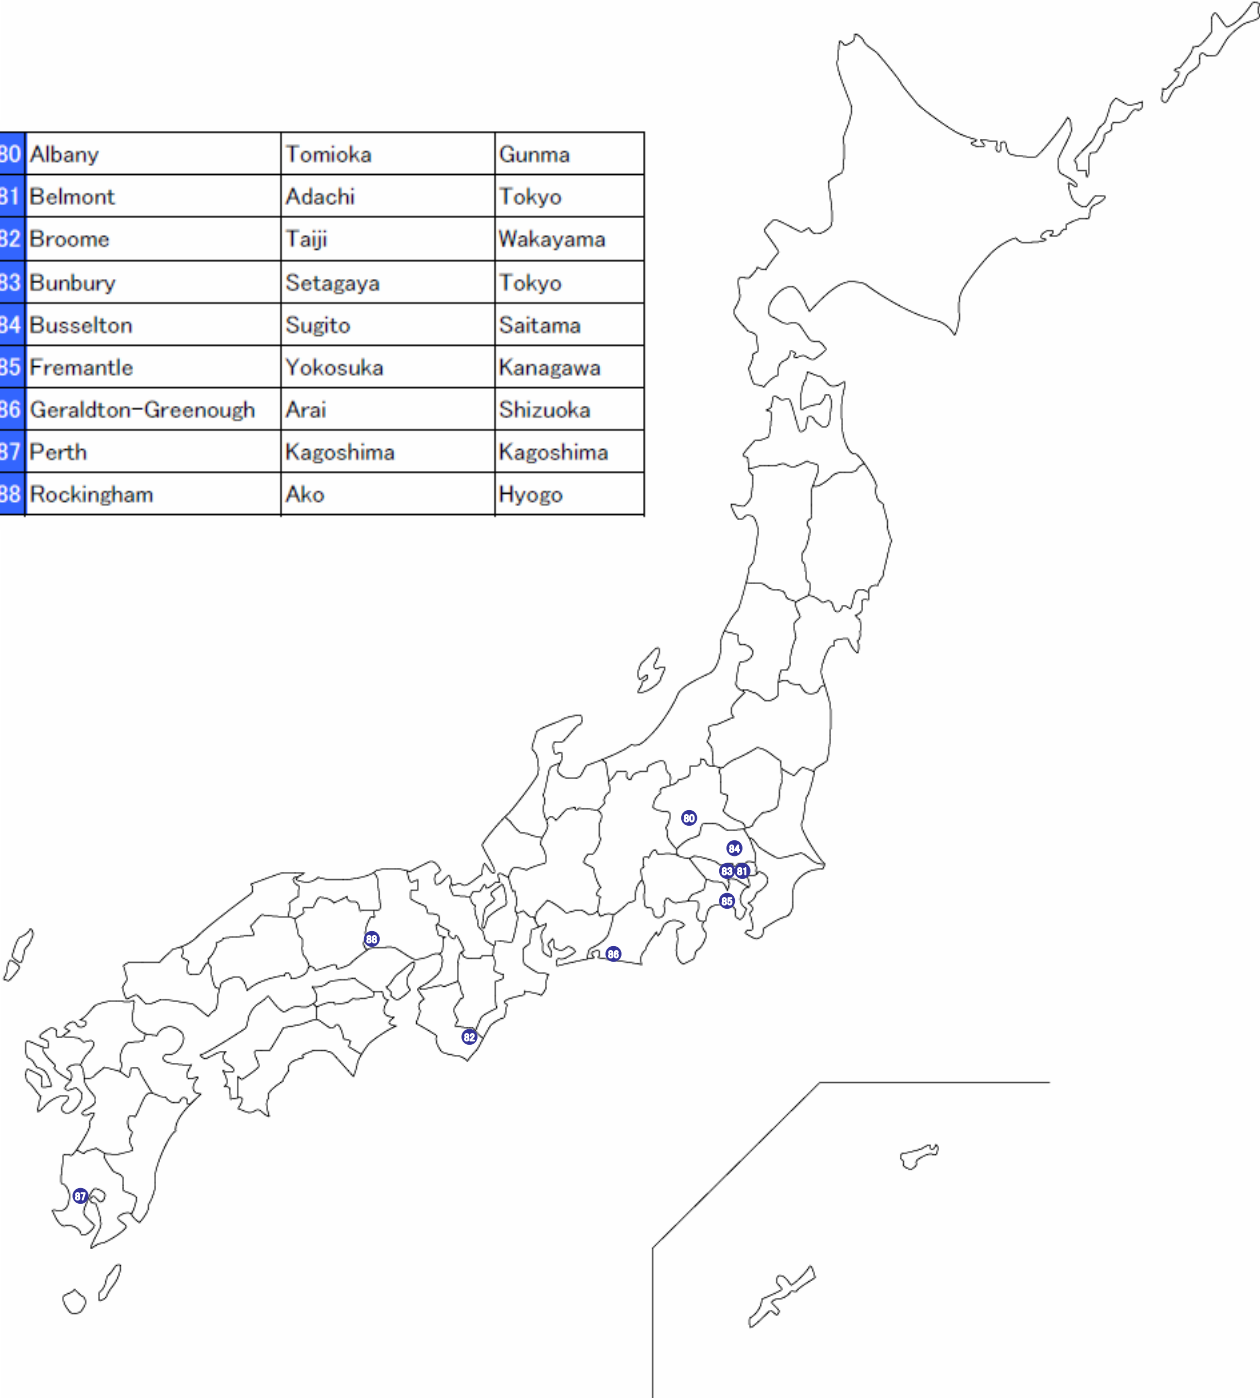 80 Albany Tomioka Gunma
81 Belmont Adachi Tokyo
82 Broome Taiji Wakayama
83 Bunbury Setagaya Tokyo
84 Busselton Sugito Saitama
85 Fremantle Yokosuka Kanagawa
86 Geraldton-Greenough Arai Shizuoka
87 Perth Kagoshima Kagoshima
88 Rockingham Ako Hyogo
80
84
83 81
85
88
86
82
87